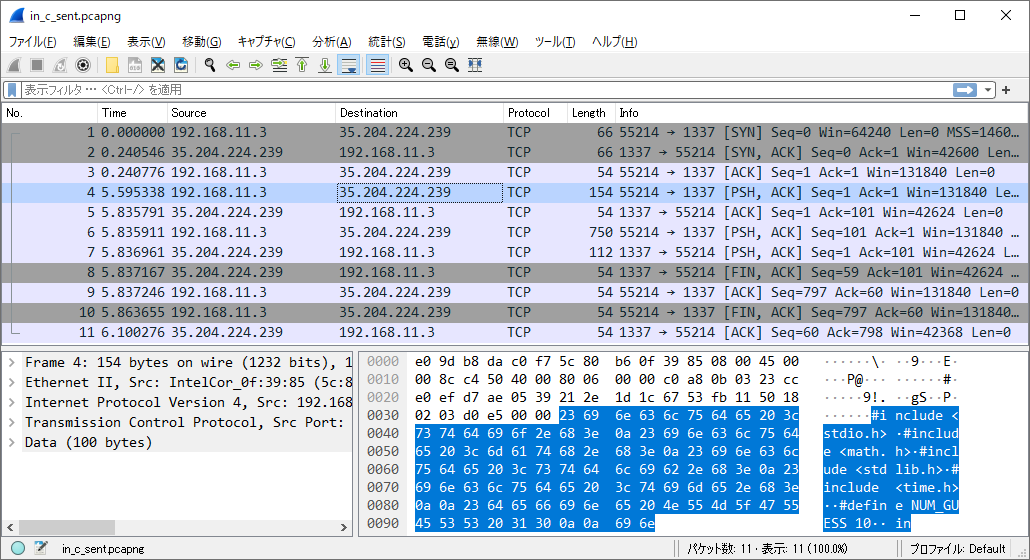 in_c_sent.pcapng
ファイル(F) 編集(E) 表示(V) 移動(G) キャプチャ(C) 分析(A) 統計(S) 電話(y) 無線(W) ツール(T) ヘルプ(H)
表示フィルタ … <Ctrl-/> を適用
No. Time Source Destination Protocol Length Info
1 0.000000 192.168.11.3 35.204.224.239 TCP 66 55214 → 1337 [SYN] Seq=0 Win=64240 Len=0 MSS=1460…
2 0.240546 35.204.224.239 192.168.11.3 TCP 66 1337 → 55214 [SYN, ACK] Seq=0 Ack=1 Win=42600 Len…
3 0.240776 192.168.11.3 35.204.224.239 TCP 54 55214 → 1337 [ACK] Seq=1 Ack=1 Win=131840 Len=0
4 5.595338 192.168.11.3 35.204.224.239 TCP 154 55214 → 1337 [PSH, ACK] Seq=1 Ack=1 Win=131840 …
5 5.835791 35.204.224.239 192.168.11.3 TCP 54 1337 → 55214 [ACK] Seq=1 Ack=101 Win=42624 Len=0
6 5.835911 192.168.11.3 35.204.224.239 TCP 750 55214 → 1337 [PSH, ACK] Seq=101 Ack=1 Win=131840 …
7 5.836961 35.204.224.239 192.168.11.3 TCP 112 1337 → 55214 [PSH, ACK] Seq=1 Ack=101 Win=42624 L…
8 5.837167 35.204.224.239 192.168.11.3 TCP 54 1337 → 55214 [FIN, ACK] Seq=59 Ack=101 Win=42624 …
9 5.837246 192.168.11.3 35.204.224.239 TCP 54 55214 → 1337 [ACK] Seq=797 Ack=60 Win=131840 Len=0
10 5.863655 192.168.11.3 35.204.224.239 TCP 54 55214 → 1337 [FIN, ACK] Seq=797 Ack=60 Win=131840…
11 6.100276 35.204.224.239 192.168.11.3 TCP 54 1337 → 55214 [ACK] Seq=60 Ack=798 Win=42368 Len=0
Frame 4: 154 bytes on wire (1232 bits), 1
Ethernet II, Src: IntelCor_0f:39:85 (5c:8
Internet Protocol Version 4, Src: 192.168
Transmission Control Protocol, Src Port:
Data (100 bytes)
0000 e0 9d b8 da c0 f7 5c 80 b6 0f 39 85 08 00 45 00 ······\· ··9···E·
0010 00 8c c4 50 40 00 80 06 00 00 c0 a8 0b 03 23 cc ···P@··· ······#·
0020 e0 ef d7 ae 05 39 21 2e 1d 1c 67 53 fb 11 50 18 ·····9!. ··gS··P·
0030 02 03 d0 e5 00 00 23 69 6e 63 6c 75 64 65 20 3c ······#i nclude <
0040 73 74 64 69 6f 2e 68 3e 0a 23 69 6e 63 6c 75 64 stdio.h> ·#includ
0050 65 20 3c 6d 61 74 68 2e 68 3e 0a 23 69 6e 63 6c e <math. h>·#incl
0060 75 64 65 20 3c 73 74 64 6c 69 62 2e 68 3e 0a 23 ude <std lib.h>·#
0070 69 6e 63 6c 75 64 65 20 3c 74 69 6d 65 2e 68 3e include <time.h>
0080 0a 0a 23 64 65 66 69 6e 65 20 4e 55 4d 5f 47 55 ··#defin e NUM_GU
0090 45 53 53 20 31 30 0a 0a 69 6e ESS 10·· in
in_c_sent.pcapng パケット数: 11 · 表示: 11 (100.0%) プロファイル: Default